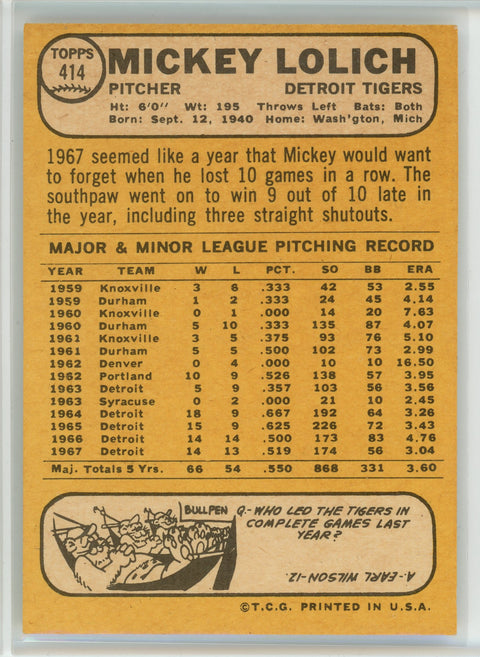 TOPPS
414
MICKEY LOLICH
PITCHER DETROIT TIGERS
Ht: 6'0" Wt: 195 Throws Left Bats: Both
Born: Sept. 12, 1940 Home: Wash'gton, Mich
1967 seemed like a year that Mickey would want
to forget when he lost 10 games in a row. The
southpaw went on to win 9 out of 10 late in
the year, including three straight shutouts.
MAJOR & MINOR LEAGUE PITCHING RECORD
YEAR TEAM W L PCT. SO BB ERA
1959 Knoxville 3 6 .333 42 53 2.55
1959 Durham 1 2 .333 24 45 4.14
1960 Knoxville 0 1 .000 14 20 7.63
1960 Durham 5 10 .333 135 87 4.07
1961 Knoxville 3 5 .375 93 76 5.10
1961 Durham 5 5 .500 102 73 2.99
1962 Denver 0 4 .000 10 10 16.50
1962 Portland 10 9 .526 138 57 3.95
1963 Detroit 5 9 .357 103 56 3.56
1963 Syracuse 0 2 .000 21 10 2.45
1964 Detroit 18 9 .667 192 64 3.26
1965 Detroit 15 9 .625 226 72 3.43
1966 Detroit 14 14 .500 173 83 4.76
1967 Detroit 14 13 .519 174 56 3.04
Maj. Totals 5 Yrs. 66 54 .550 868 331 3.60
BULLPEN
Q.-WHO LED THE TIGERS IN
COMPLETE GAMES LAST
YEAR?
A.-EARL WILSON-12.
©T.C.G. PRINTED IN U.S.A.